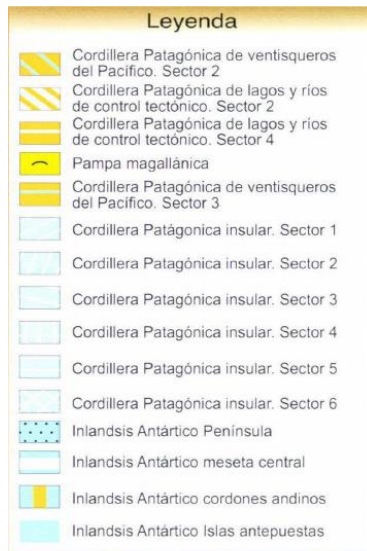 Leyenda
Cordillera Patagónica de ventisqueros
del Pacífico. Sector 2
Cordillera Patagónica de lagos y ríos
de control tectónico. Sector 2
Cordillera Patagónica de lagos y ríos
de control tectónico. Sector 4
Pampa magallánica
Cordillera Patagónica de ventisqueros
del Pacífico. Sector 3
Cordillera Patágonica insular. Sector 1
Cordillera Patagónica insular. Sector 2
Cordillera Patagónica insular. Sector 3
Cordillera Patagónica insular. Sector 4
Cordillera Patagónica insular. Sector 5
Cordillera Patagónica insular. Sector 6
Inlandsis Antártico Península
Inlandsis Antártico meseta central
Inlandsis Antártico cordones andinos
Inlandsis Antártico Islas antepuestas